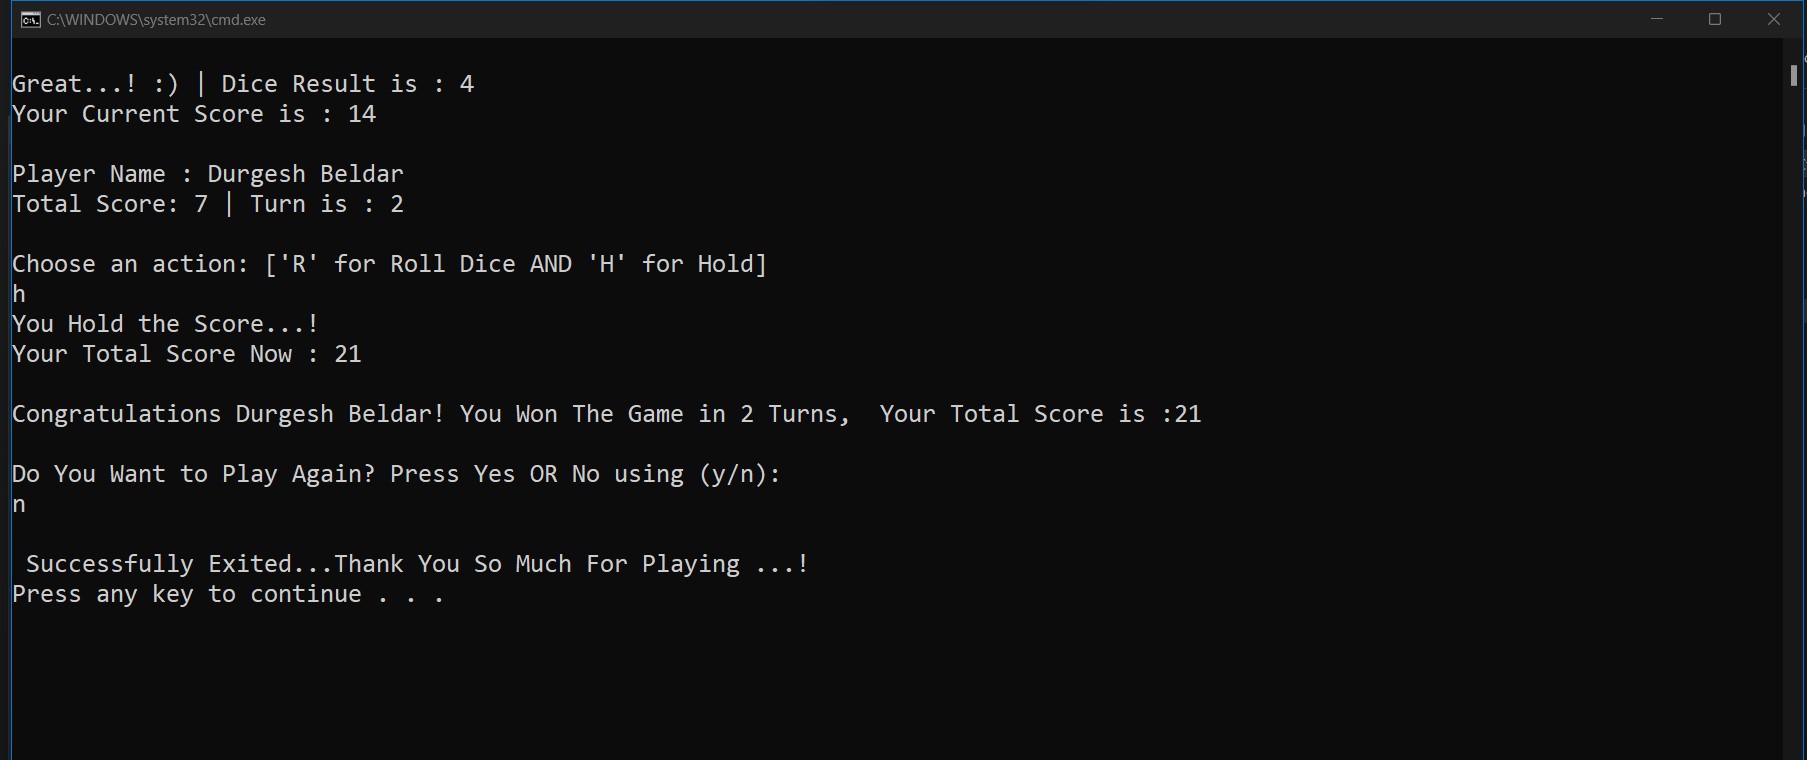 C:\WINDOWS\system32\cmd.exe
Great...! :) | Dice Result is : 4
Your Current Score is : 14
Player Name : Durgesh Beldar
Total Score: 7 | Turn is : 2
Choose an action: ['R' for Roll Dice AND 'H' for Hold]
h
You Hold the Score...!
Your Total Score Now : 21
Congratulations Durgesh Beldar! You Won The Game in 2 Turns,  Your Total Score is :21
Do You Want to Play Again? Press Yes OR No using (y/n):
n
 Successfully Exited...Thank You So Much For Playing ...!
Press any key to continue . . .